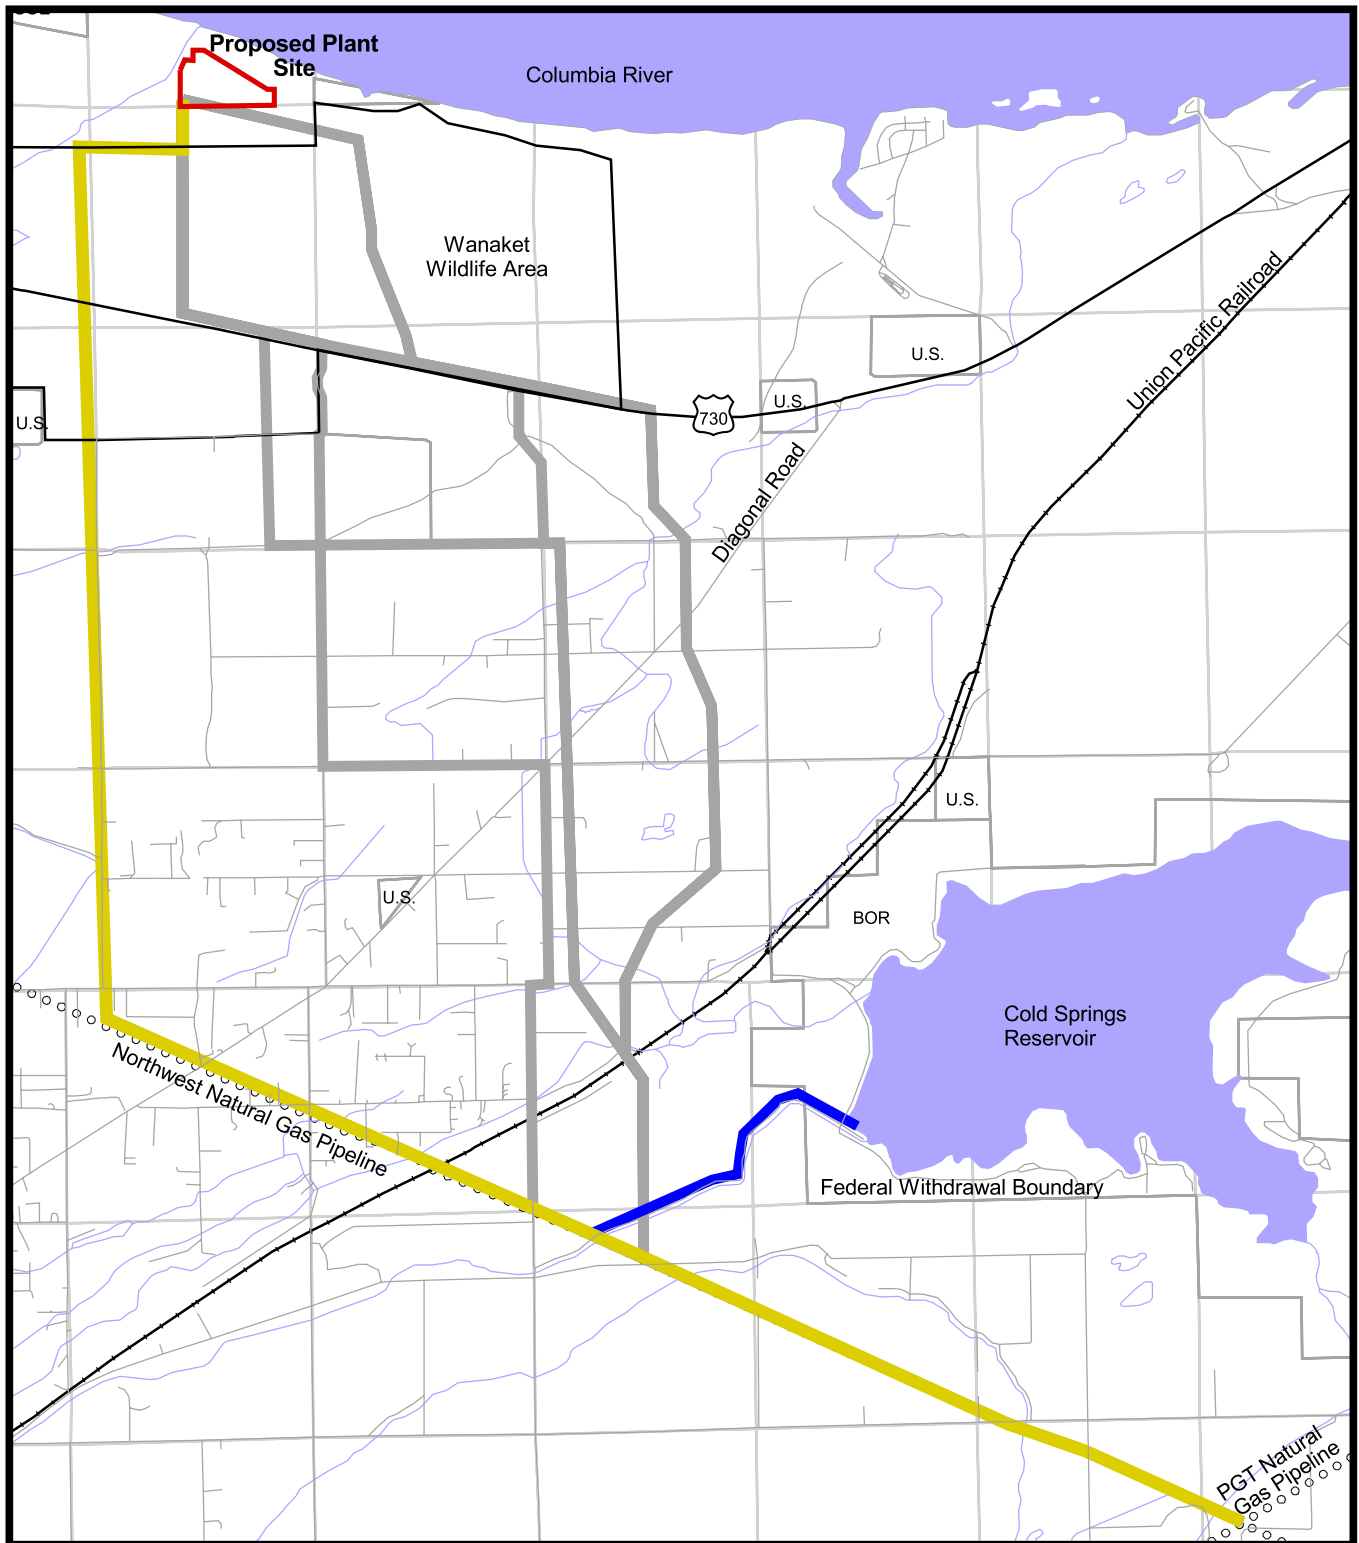 Proposed Plant
Site
Columbia River
Wanaket
Wildlife Area
Union Pacific Railroad
U.S.
U.S.
U.S.
730
Diagonal Road
U.S.
U.S.
BOR
Cold Springs
Reservoir
Northwest Natural Gas Pipeline
Federal Withdrawal Boundary
PGT Natural
Gas Pipeline